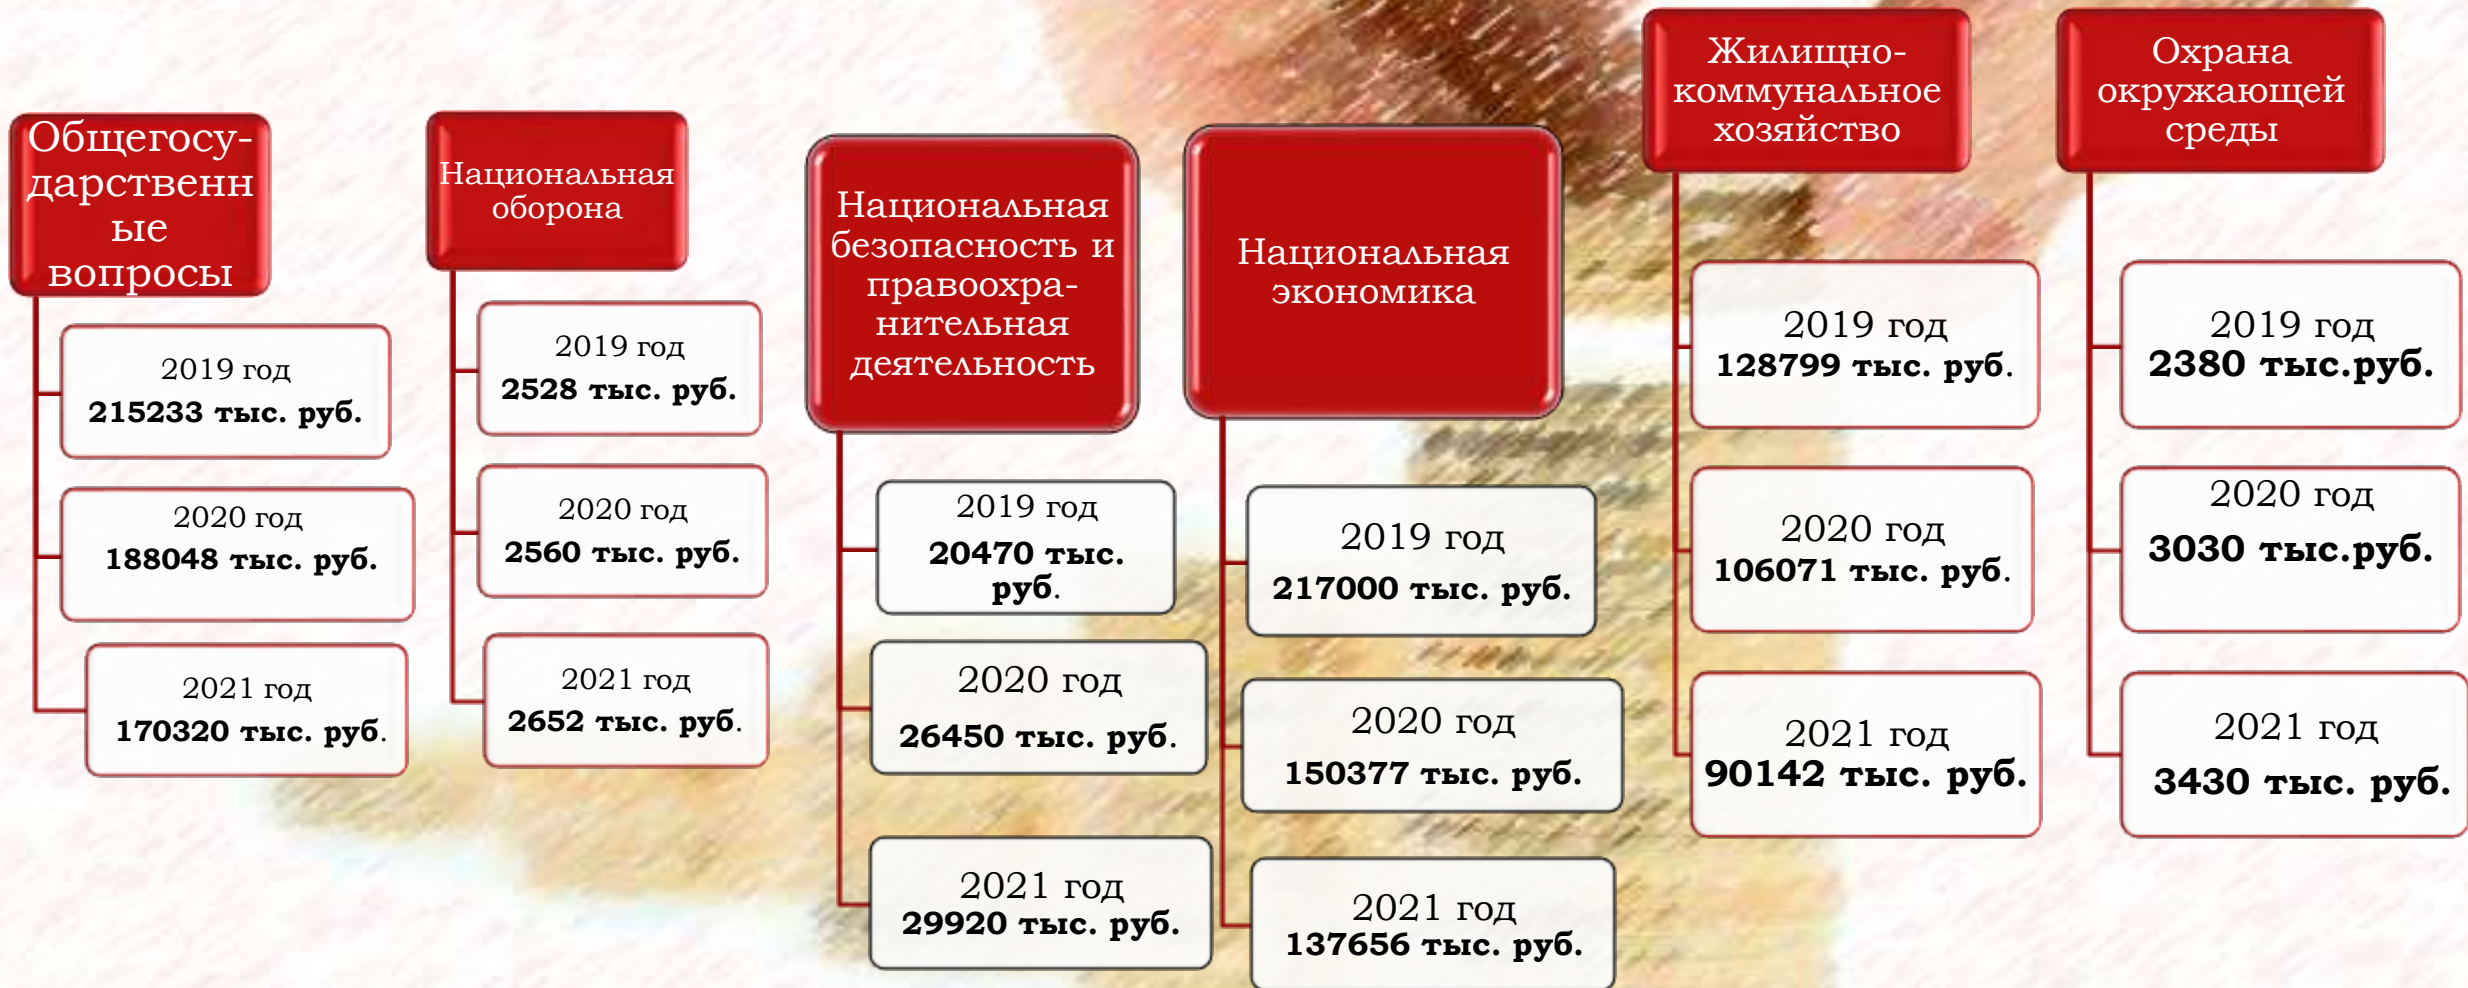 Общегосу-
дарственн
ые
вопросы
2019 год
215233 тыс. руб.
2020 год
188048 тыс. руб.
2021 год
170320 тыс. руб.
Национальная
оборона
2019 год
2528 тыс. руб.
2020 год
2560 тыс. руб.
2021 год
2652 тыс. руб.
Национальная
безопасность и
правоохра-
нительная
деятельность
2019 год
20470 тыс.
руб.
2020 год
26450 тыс. руб.
2021 год
29920 тыс. руб.
Национальная
экономика
2019 год
217000 тыс. руб.
2020 год
150377 тыс. руб.
2021 год
137656 тыс. руб.
Жилищно-
коммунальное
хозяйство
2019 год
128799 тыс. руб.
2020 год
106071 тыс. руб.
2021 год
90142 тыс. руб.
Охрана
окружающей
среды
2019 год
2380 тыс.руб.
2020 год
3030 тыс.руб.
2021 год
3430 тыс. руб.